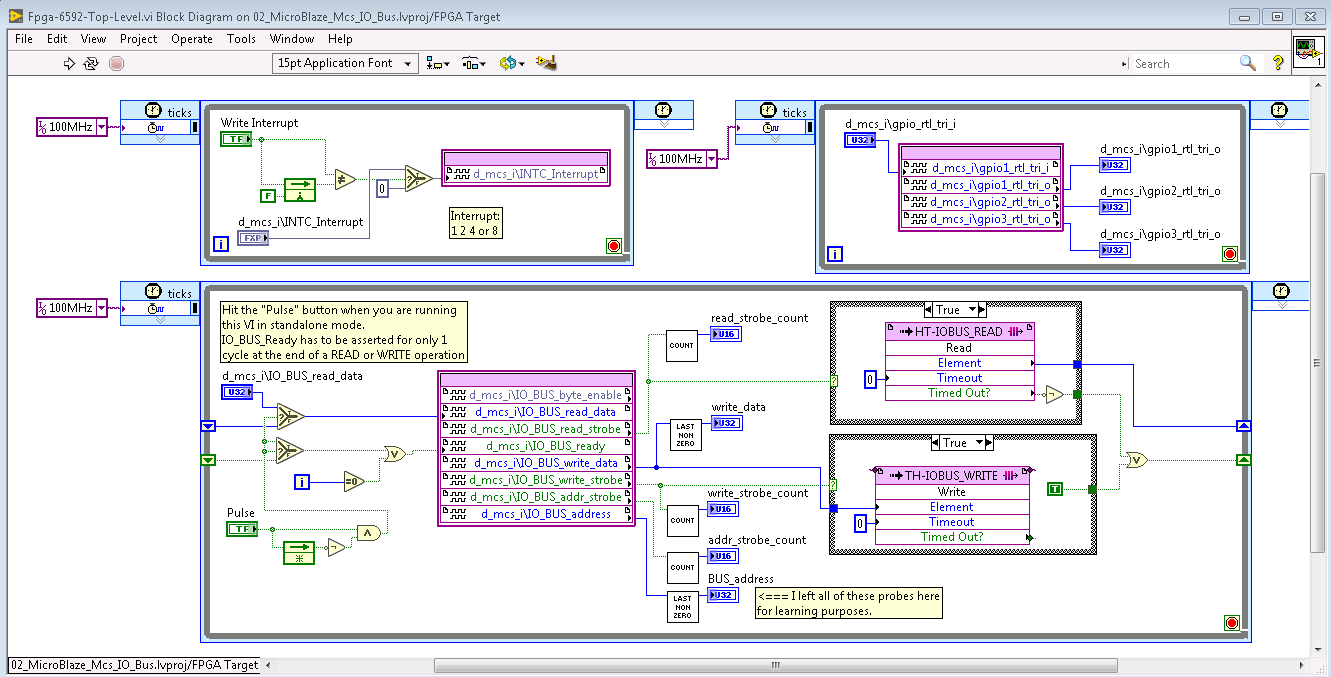 Fpga-6592-Top-Level.vi Block Diagram on 02_MicroBlaze_Mcs_IO_Bus.lvproj/FPGA Target
File Edit View Project Operate Tools Window Help
15pt Application Font
Search
1
100MHz
ticks
Write Interrupt
TF
F
0
d_mcs_i\INTC_Interrupt
d_mcs_i\INTC_Interrupt
FXP
Interrupt:
1 2 4 or 8
i
100MHz
ticks
d_mcs_i\gpio_rtl_tri_i
U32
d_mcs_i\gpio1_rtl_tri_i
d_mcs_i\gpio1_rtl_tri_o
d_mcs_i\gpio2_rtl_tri_o
d_mcs_i\gpio3_rtl_tri_o
d_mcs_i\gpio1_rtl_tri_o
U32
d_mcs_i\gpio2_rtl_tri_o
U32
d_mcs_i\gpio3_rtl_tri_o
U32
i
100MHz
ticks
Hit the "Pulse" button when you are running
this VI in standalone mode.
IO_BUS_Ready has to be asserted for only 1
cycle at the end of a READ or WRITE operation
d_mcs_i\IO_BUS_read_data
U32
i
=0
Pulse
TF
d_mcs_i\IO_BUS_byte_enable
d_mcs_i\IO_BUS_read_data
d_mcs_i\IO_BUS_read_strobe
d_mcs_i\IO_BUS_ready
d_mcs_i\IO_BUS_write_data
d_mcs_i\IO_BUS_write_strobe
d_mcs_i\IO_BUS_addr_strobe
d_mcs_i\IO_BUS_address
read_strobe_count
COUNT
U16
write_data
LAST
NON
ZERO
U32
write_strobe_count
COUNT
U16
addr_strobe_count
COUNT
U16
BUS_address
LAST
NON
ZERO
U32
<=== I left all of these probes here
for learning purposes.
True
HT-IOBUS_READ
Read
Element
0
Timeout
Timed Out?
True
TH-IOBUS_WRITE
Write
Element
0
Timeout
Timed Out?
T
02_MicroBlaze_Mcs_IO_Bus.lvproj/FPGA Target